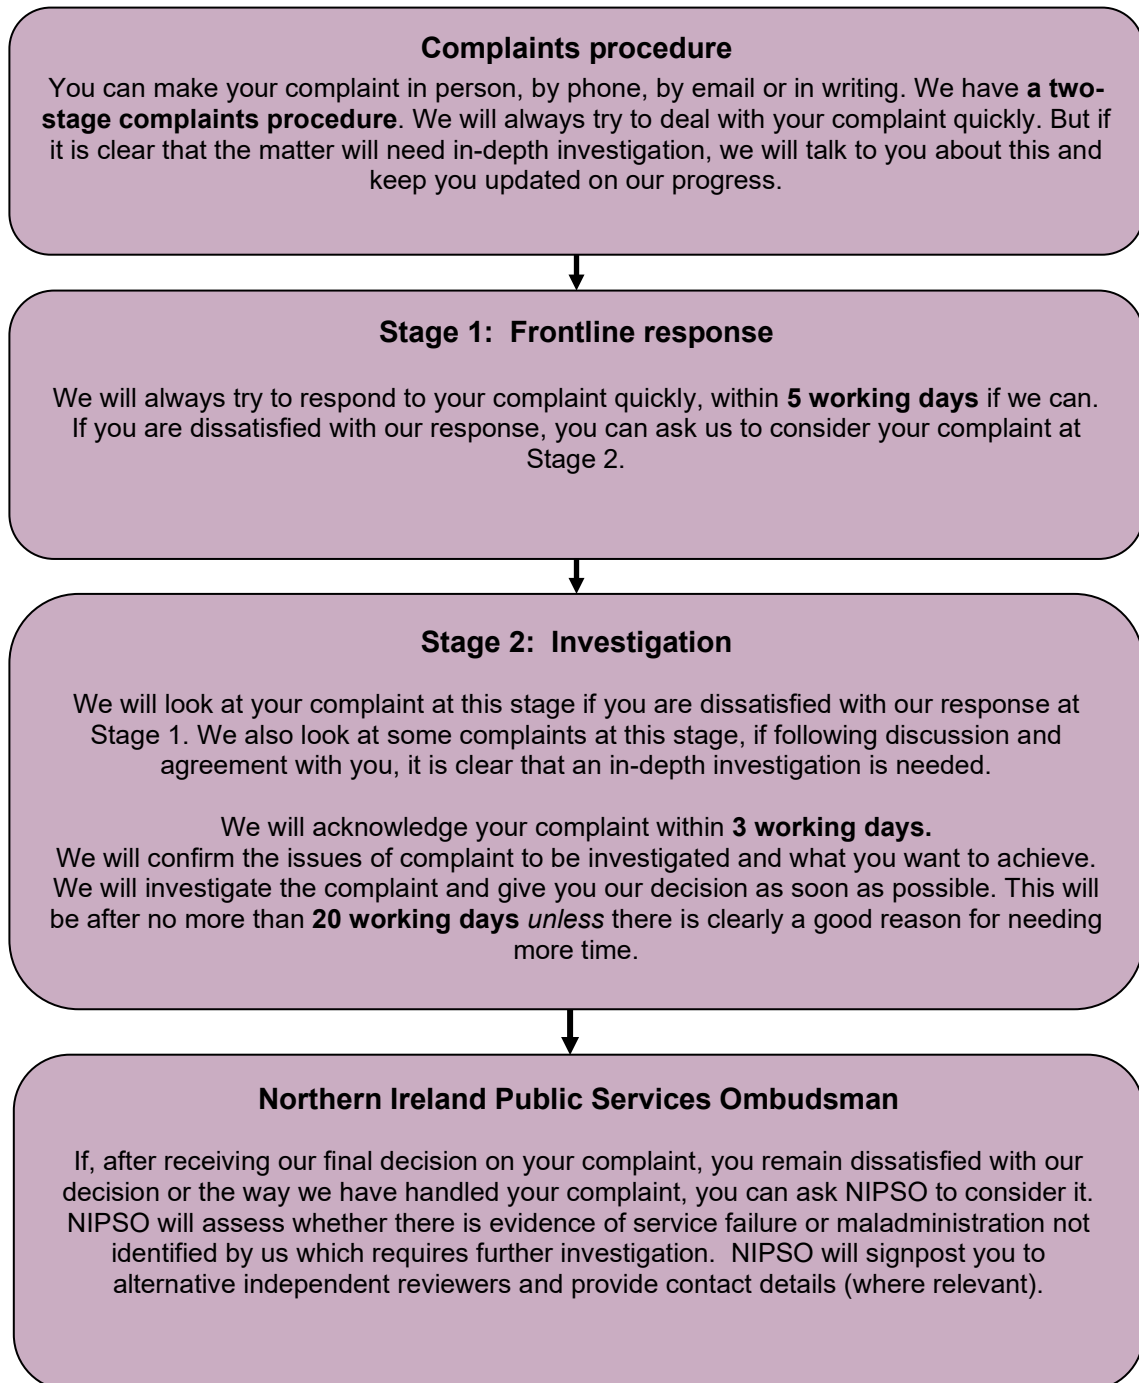 Complaints procedure
You can make your complaint in person, by phone, by email or in writing. We have a two-
stage complaints procedure. We will always try to deal with your complaint quickly. But if
it is clear that the matter will need in-depth investigation, we will talk to you about this and
keep you updated on our progress.
Stage 1: Frontline response
We will always try to respond to your complaint quickly, within 5 working days if we can.
If you are dissatisfied with our response, you can ask us to consider your complaint at
Stage 2.
Stage 2: Investigation
We will look at your complaint at this stage if you are dissatisfied with our response at
Stage 1. We also look at some complaints at this stage, if following discussion and
agreement with you, it is clear that an in-depth investigation is needed.
We will acknowledge your complaint within 3 working days.
We will confirm the issues of complaint to be investigated and what you want to achieve.
We will investigate the complaint and give you our decision as soon as possible. This will
be after no more than 20 working days unless there is clearly a good reason for needing
more time.
Northern Ireland Public Services Ombudsman
If, after receiving our final decision on your complaint, you remain dissatisfied with our
decision or the way we have handled your complaint, you can ask NIPSO to consider it.
NIPSO will assess whether there is evidence of service failure or maladministration not
identified by us which requires further investigation. NIPSO will signpost you to
alternative independent reviewers and provide contact details (where relevant).